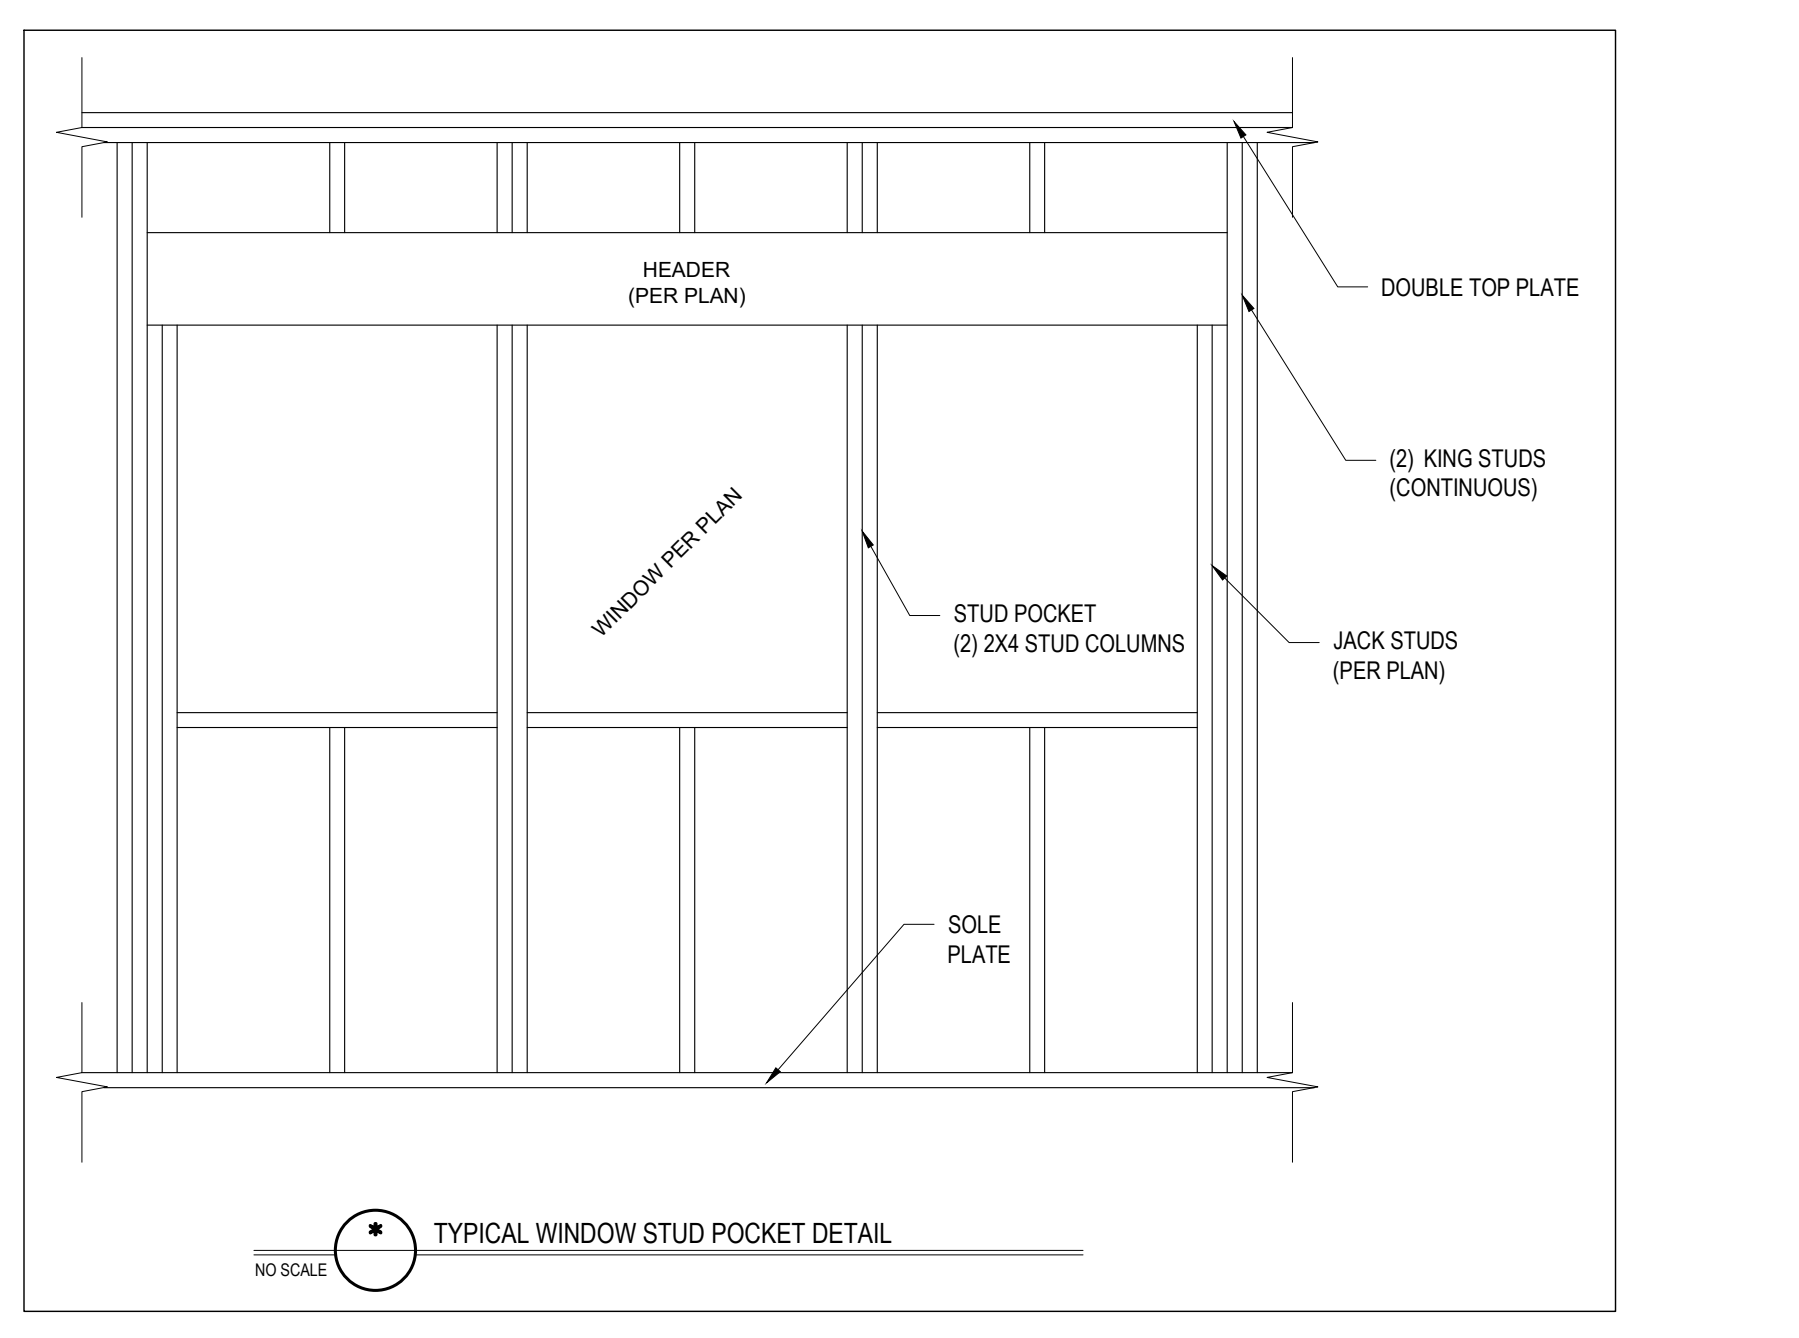 HEADER
(PER PLAN)
DOUBLE TOP PLATE
(2) KING STUDS
(CONTINUOUS)
WINDOW PER PLAN
STUD POCKET
(2) 2X4 STUD COLUMNS
JACK STUDS
(PER PLAN)
SOLE
PLATE
*
TYPICAL WINDOW STUD POCKET DETAIL
NO SCALE